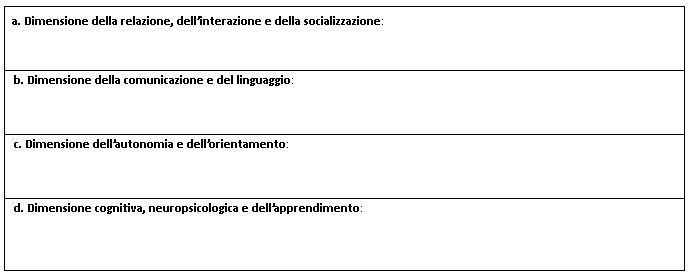 a. Dimensione della relazione, dell'interazione e della socializzazione:
b. Dimensione della comunicazione e del linguaggio:
c. Dimensione dell'autonomia e dell'orientamento:
d. Dimensione cognitiva, neuropsicologica e dell'apprendimento: